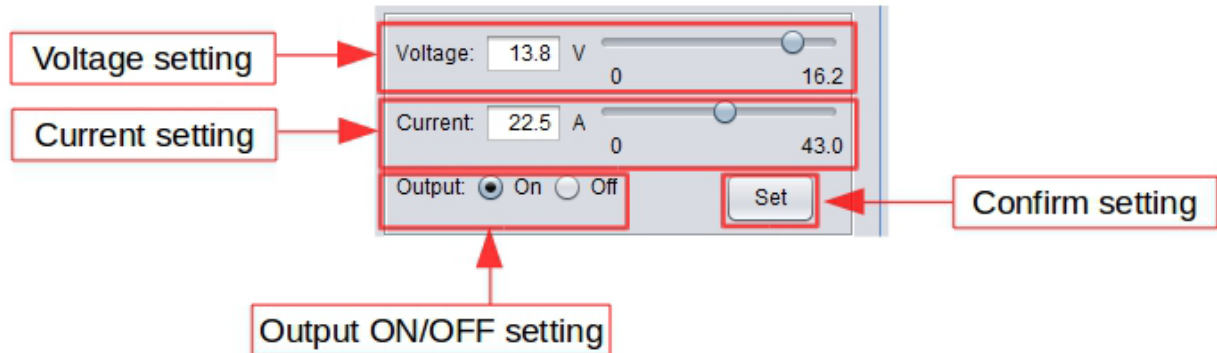 Voltage setting
Voltage: 13.8 V
0 16.2
Current setting
Current: 22.5 A
0 43.0
Output: On Off
Set
Confirm setting
Output ON/OFF setting